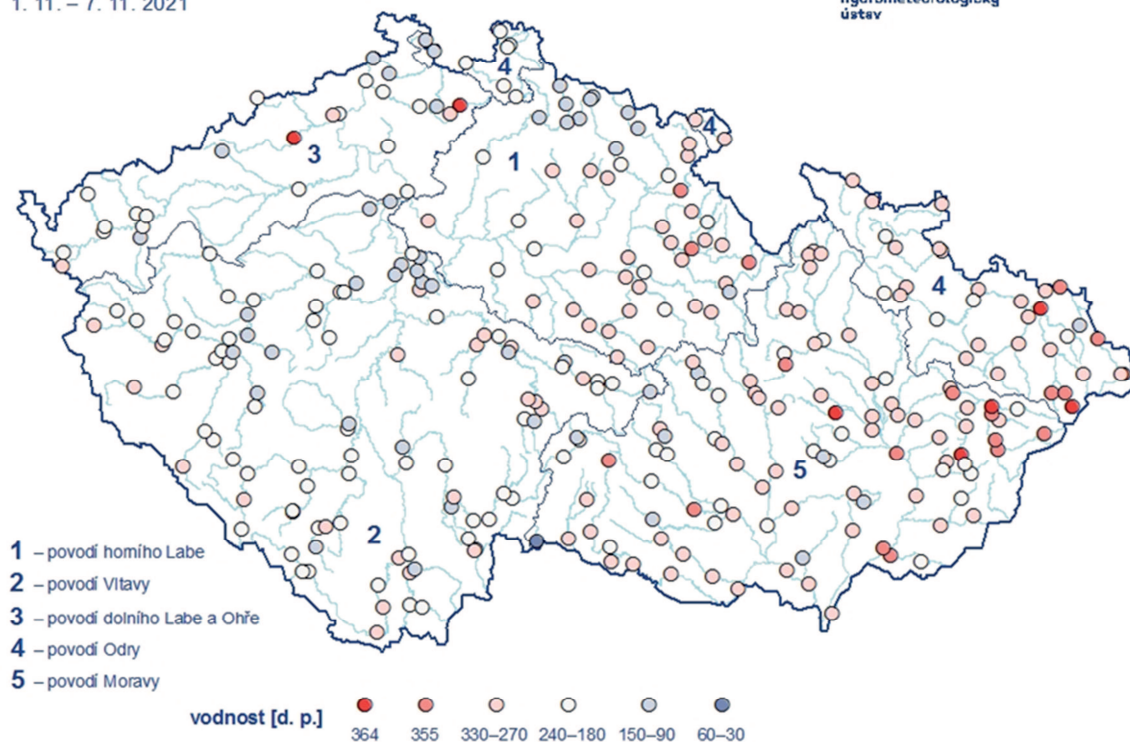 1. 11. – 7. 11. 2021
hydrometeorologický
ústav
4
4
3
1
4
5
2
1 – povodí horního Labe
2 – povodí Vltavy
3 – povodí dolního Labe a Ohře
4 – povodí Odry
5 – povodí Moravy
vodnost [d. p.]
364 355 330–270 240–180 150–90 60–30